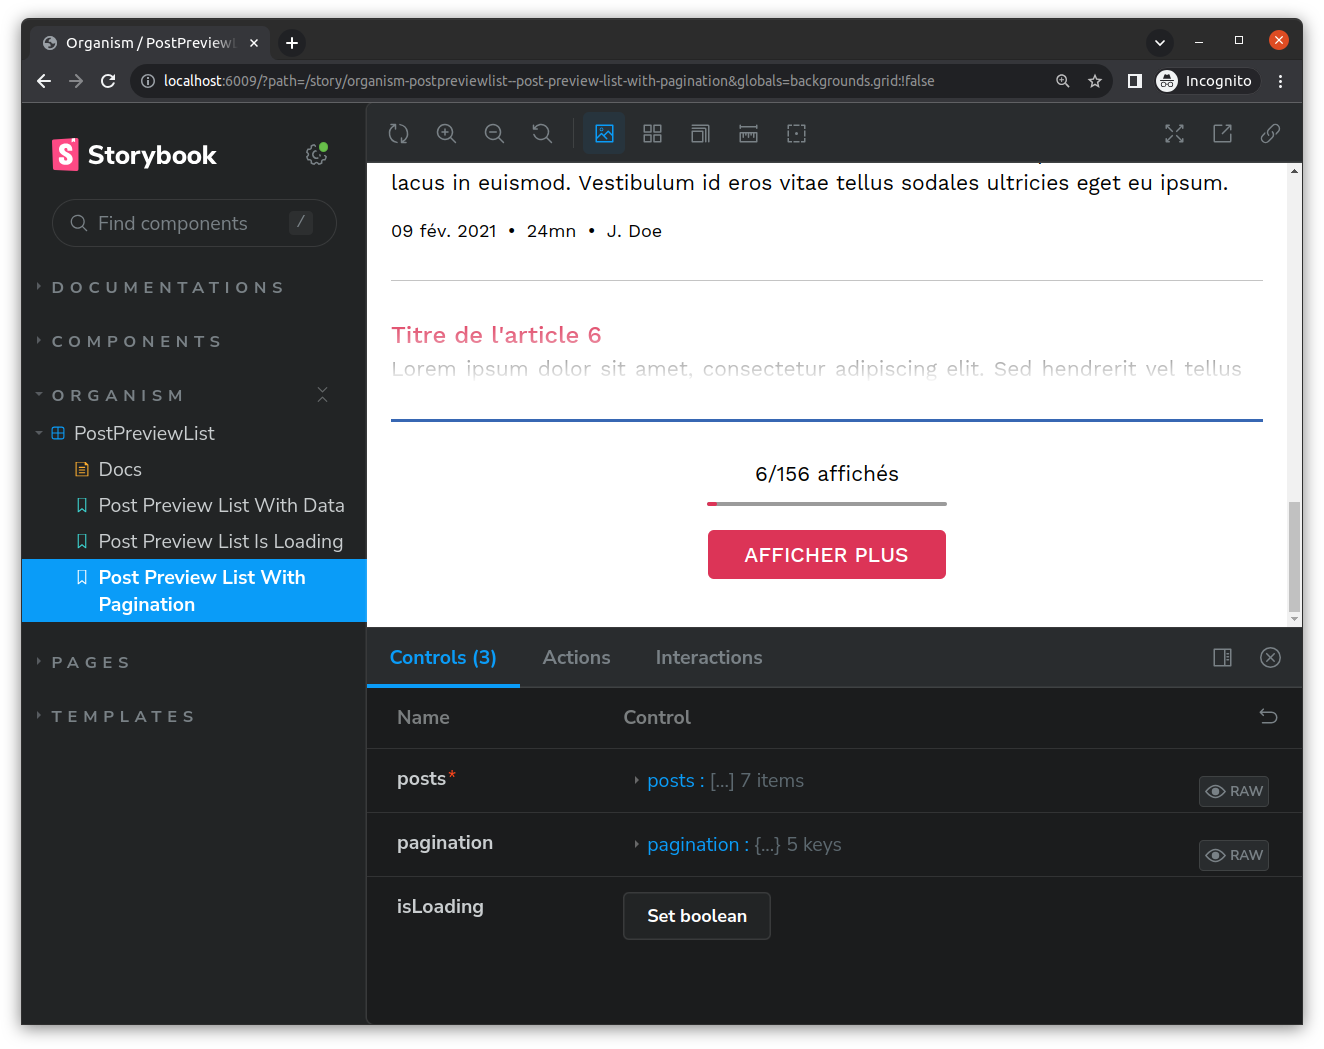 Organism / PostPreviewL
localhost:6009/?path=/story/organism-postpreviewlist--post-preview-list-with-pagination&globals=backgrounds.grid:!false
Incognito
S Storybook
Find components /
DOCUMENTATIONS
COMPONENTS
ORGANISM
PostPreviewList
Docs
Post Preview List With Data
Post Preview List Is Loading
Post Preview List With
Pagination
PAGES
TEMPLATES
lacus in euismod. Vestibulum id eros vitae tellus sodales ultricies eget eu ipsum.
09 fév. 2021 • 24mn • J. Doe
Titre de l'article 6
Lorem ipsum dolor sit amet, consectetur adipiscing elit. Sed hendrerit vel tellus
6/156 affichés
AFFICHER PLUS
Controls (3) Actions Interactions
Name Control
posts* posts : [...] 7 items RAW
pagination pagination : {...} 5 keys RAW
isLoading Set boolean